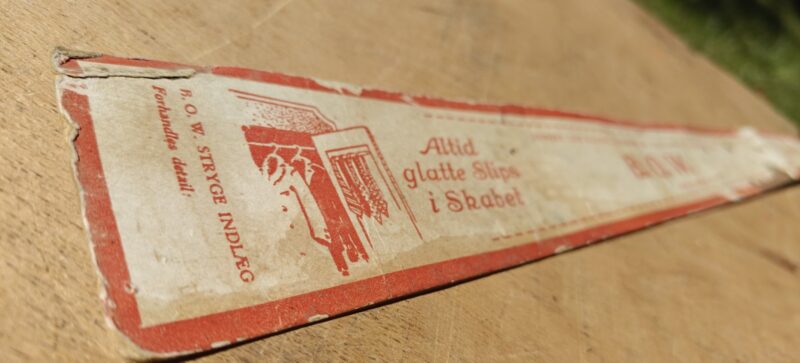 B.O.W. STRYGE INDLÆG
Forhandles detail:
Altid
glatte Slips
i Skabet
B.O.W.